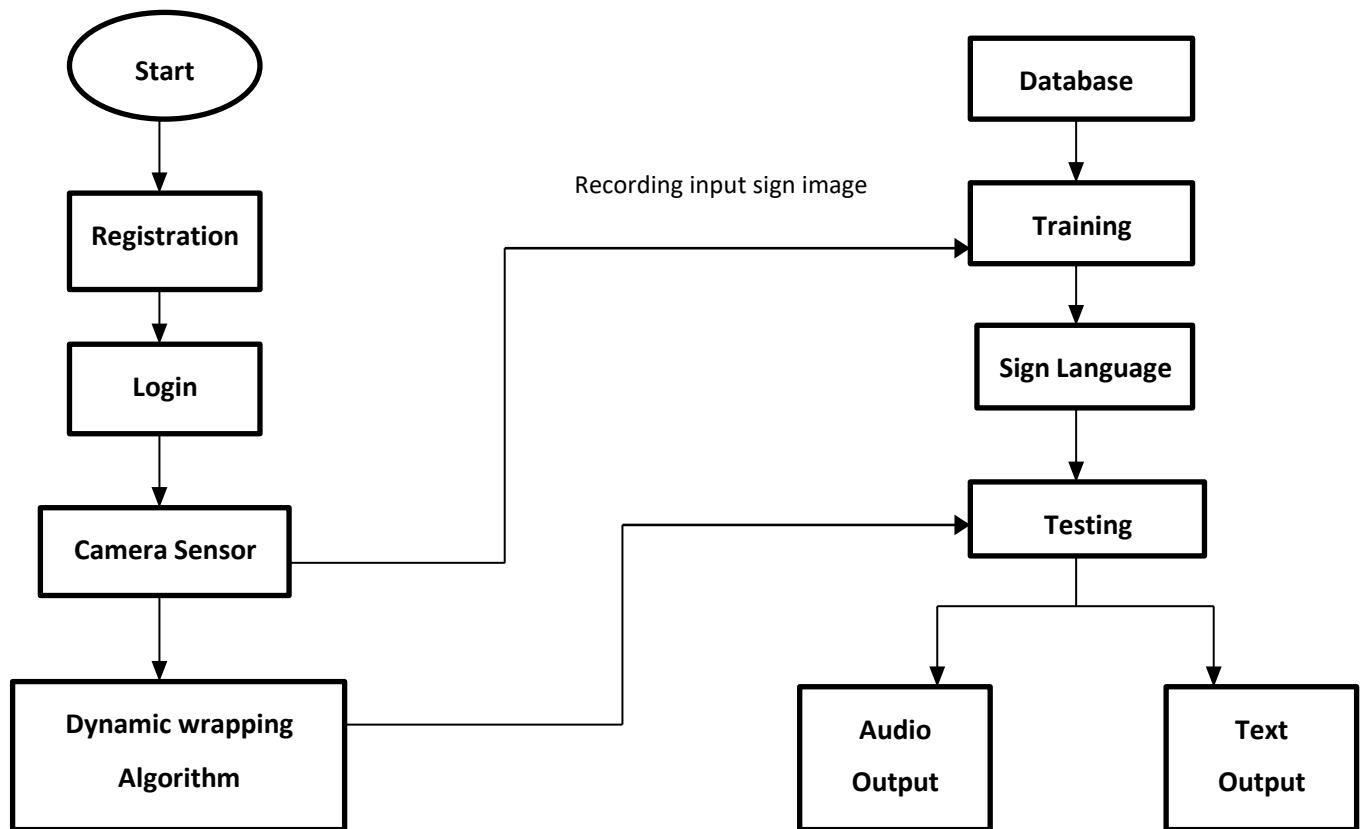 Start
Database
Recording input sign image
Training
Registration
Sign Language
Login
Testing
Camera Sensor
Dynamic wrapping
Algorithm
Audio
Output
Text
Output